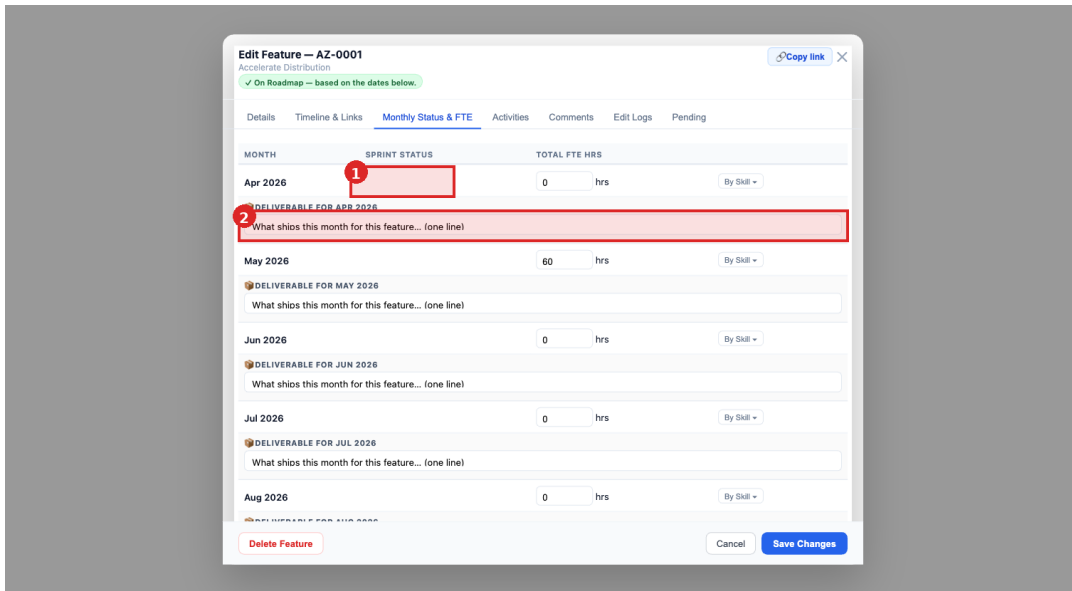 Edit Feature — AZ-0001
🔗Copy link ×
Accelerate Distribution
✓ On Roadmap — based on the dates below.
Details Timeline & Links Monthly Status & FTE Activities Comments Edit Logs Pending
MONTH SPRINT STATUS TOTAL FTE HRS
1
Apr 2026 0 hrs By Skill
📦DELIVERABLE FOR APR 2026
2
What ships this month for this feature... (one line)
May 2026 60 hrs By Skill
📦DELIVERABLE FOR MAY 2026
What ships this month for this feature... (one line)
Jun 2026 0 hrs By Skill
📦DELIVERABLE FOR JUN 2026
What ships this month for this feature... (one line)
Jul 2026 0 hrs By Skill
📦DELIVERABLE FOR JUL 2026
What ships this month for this feature... (one line)
Aug 2026 0 hrs By Skill
📦DELIVERABLE FOR AUG 2026
Delete Feature Cancel Save Changes